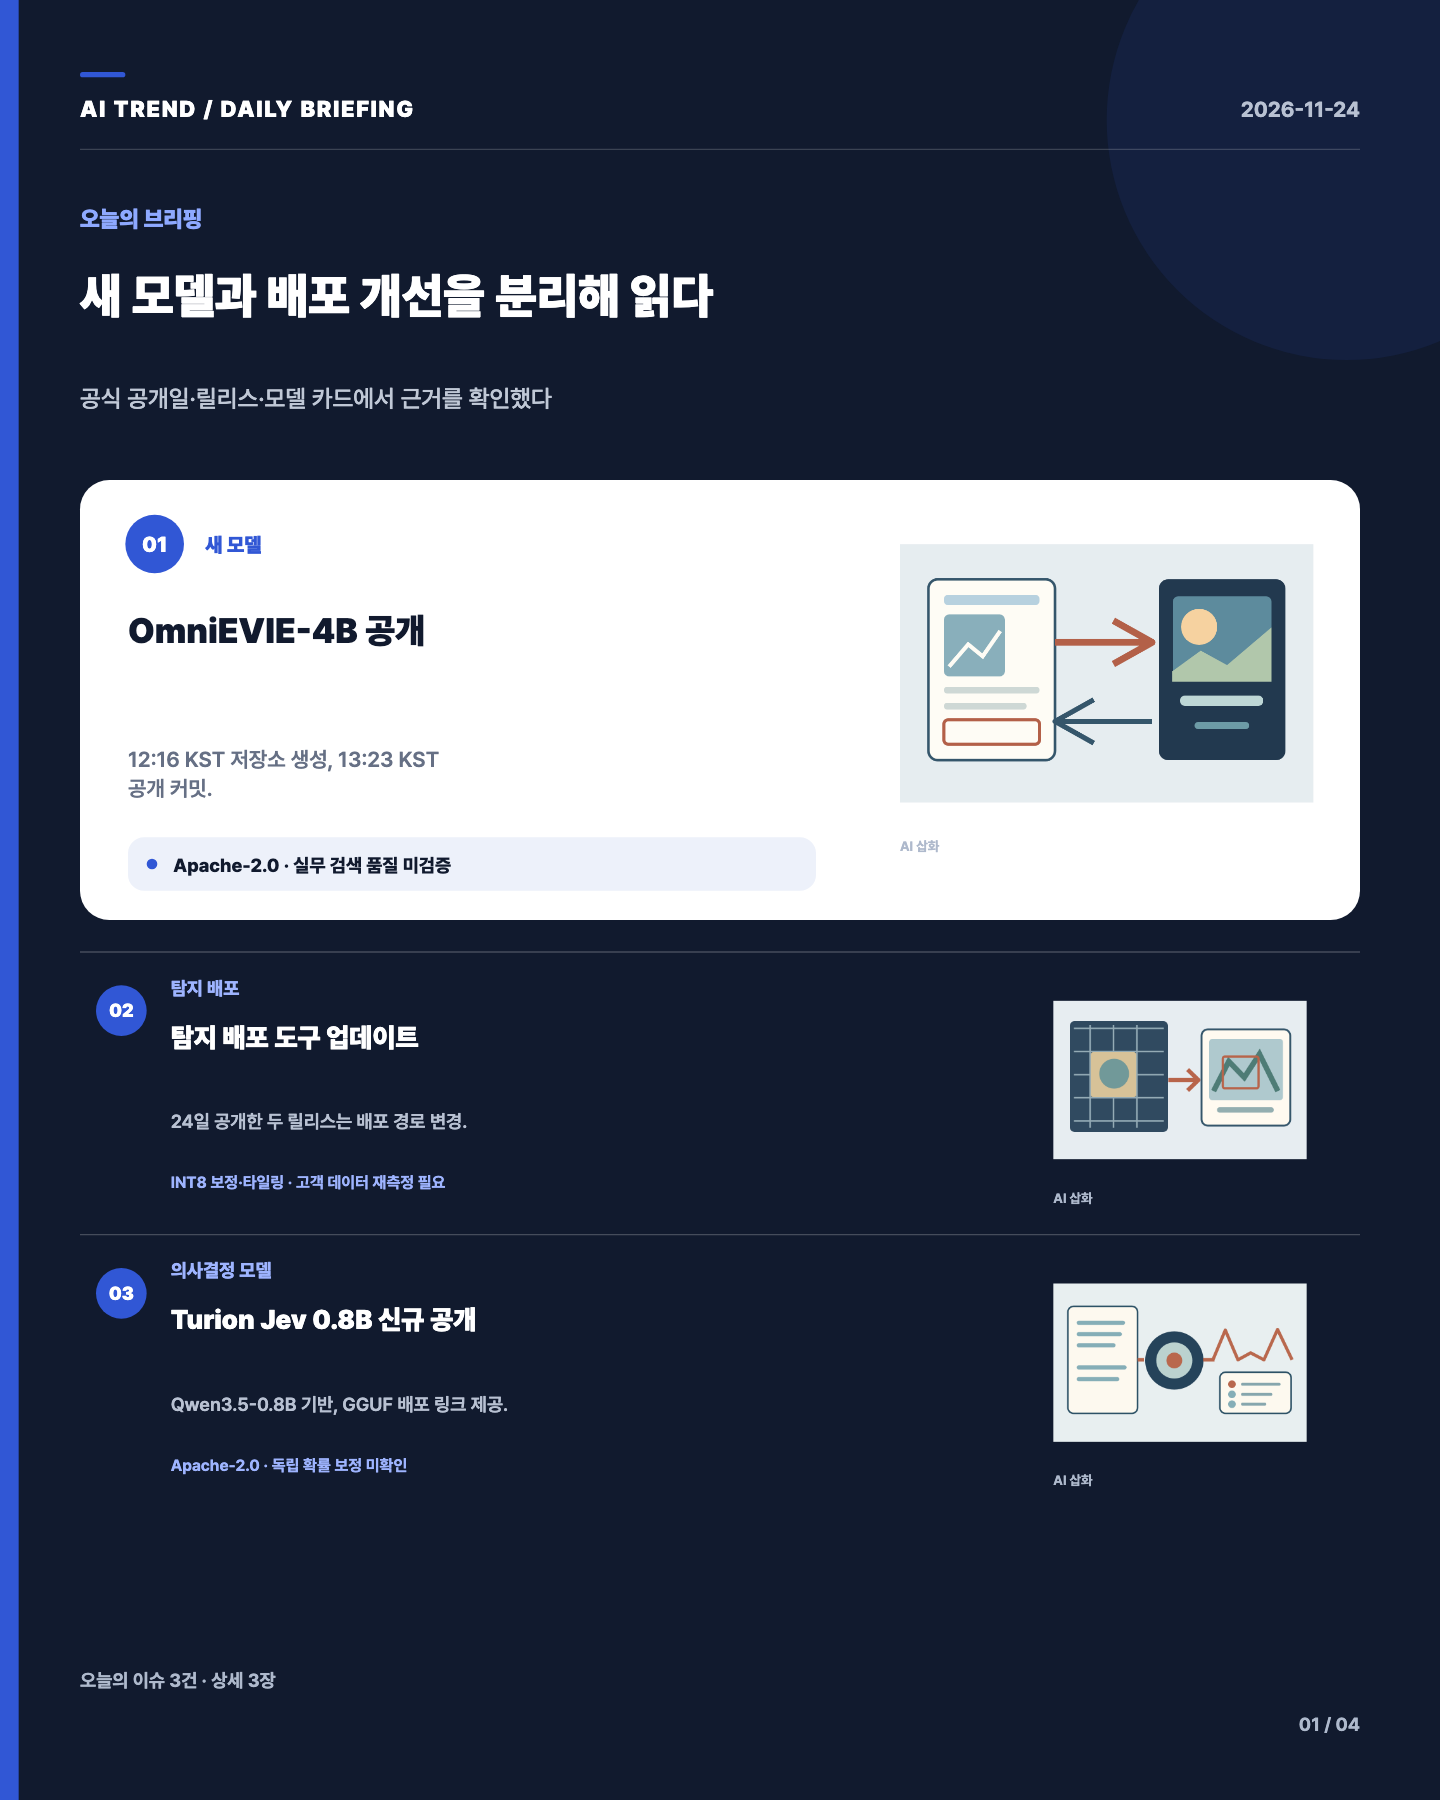 AI TREND / DAILY BRIEFING
2026-11-24
오늘의 브리핑
새 모델과 배포 개선을 분리해 읽다
공식 공개일·릴리스·모델 카드에서 근거를 확인했다
01
새 모델
OmniEVIE-4B 공개
12:16 KST 저장소 생성, 13:23 KST
공개 커밋.
Apache-2.0 · 실무 검색 품질 미검증
AI 삽화
02
탐지 배포
탐지 배포 도구 업데이트
24일 공개한 두 릴리스는 배포 경로 변경.
INT8 보정·타일링 · 고객 데이터 재측정 필요
AI 삽화
03
의사결정 모델
Turion Jev 0.8B 신규 공개
Qwen3.5-0.8B 기반, GGUF 배포 링크 제공.
Apache-2.0 · 독립 확률 보정 미확인
AI 삽화
오늘의 이슈 3건 · 상세 3장
01 / 04